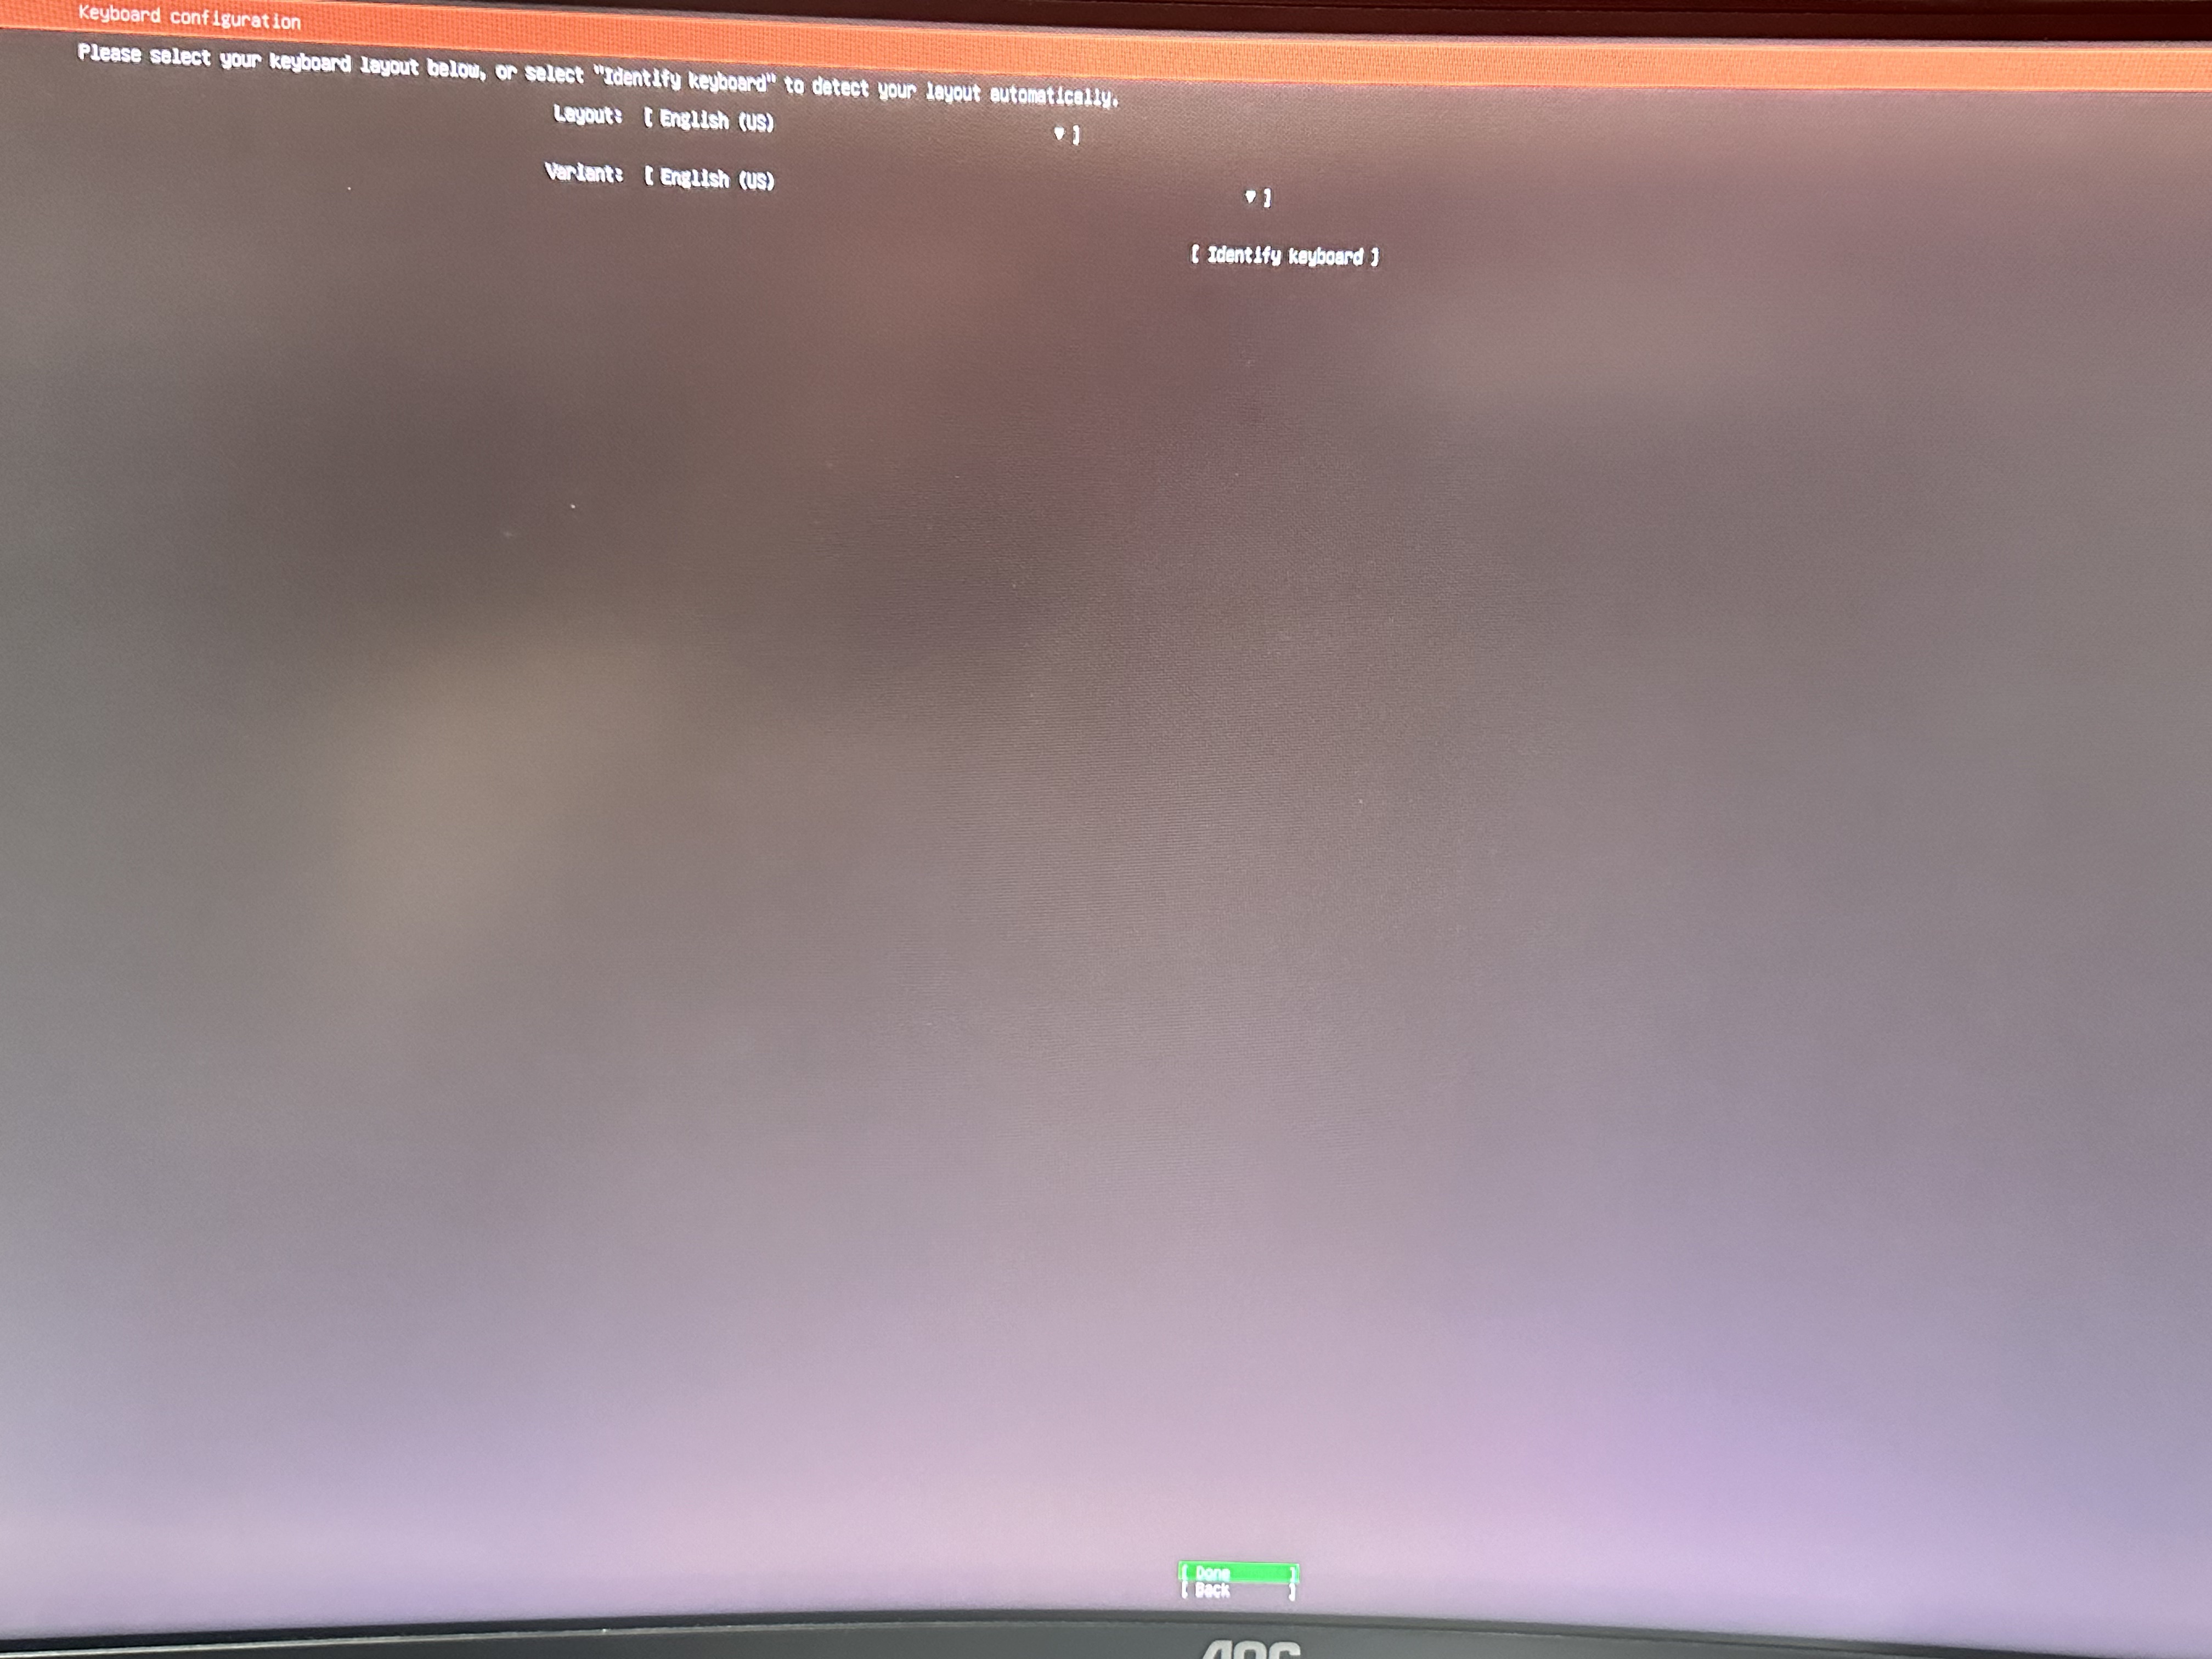 Keyboard configuration
Please select your keyboard layout below, or select "Identify keyboard" to detect your layout automatically.
Layout: [ English (US) ▾ ]
Variant: [ English (US) ▾ ]
[ Identify keyboard ]
[ Done ]
[ Back ]
AOC